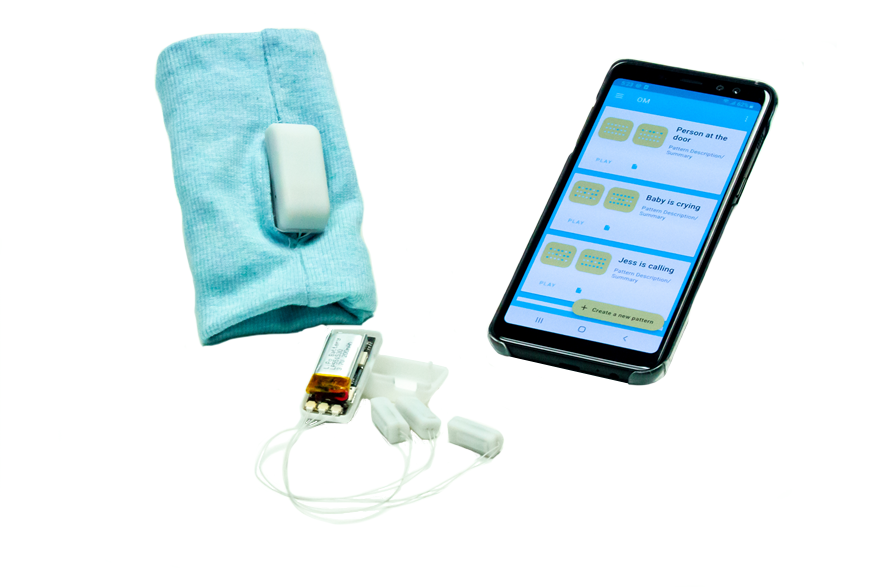 OM
Person at the
door
Pattern Description/
Summary
PLAY
Baby is crying
Pattern Description/
Summary
PLAY
Jess is calling
Pattern Description/
Summary
PLAY
+ Create a new pattern